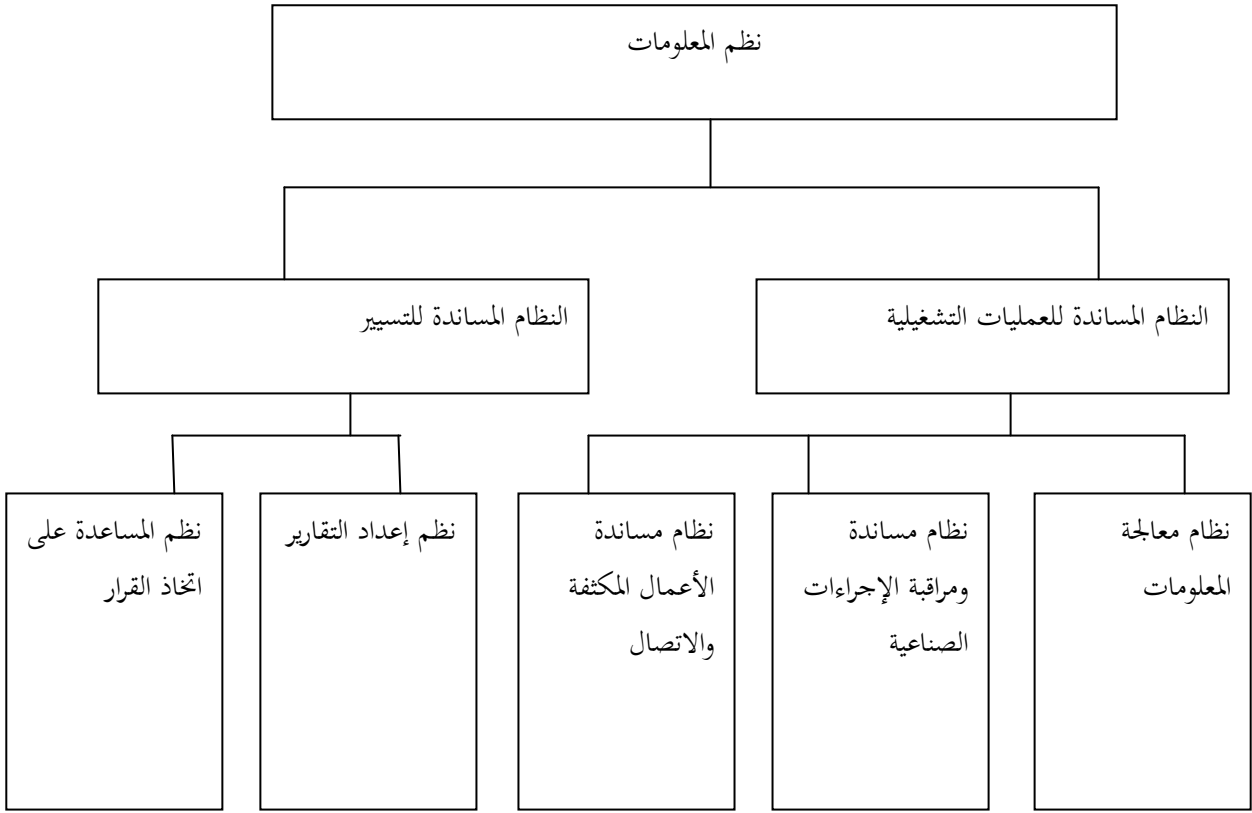 نظم المعلومات
النظام المساندة للعمليات التشغيلية
النظام المساندة للتسيير
نظام معالجة
المعلومات
نظام مساندة
ومراقبة الإجراءات
الصناعية
نظام مساندة
الأعمال المكثفة
والاتصال
نظم إعداد التقارير
نظم المساعدة على
اتخاذ القرار